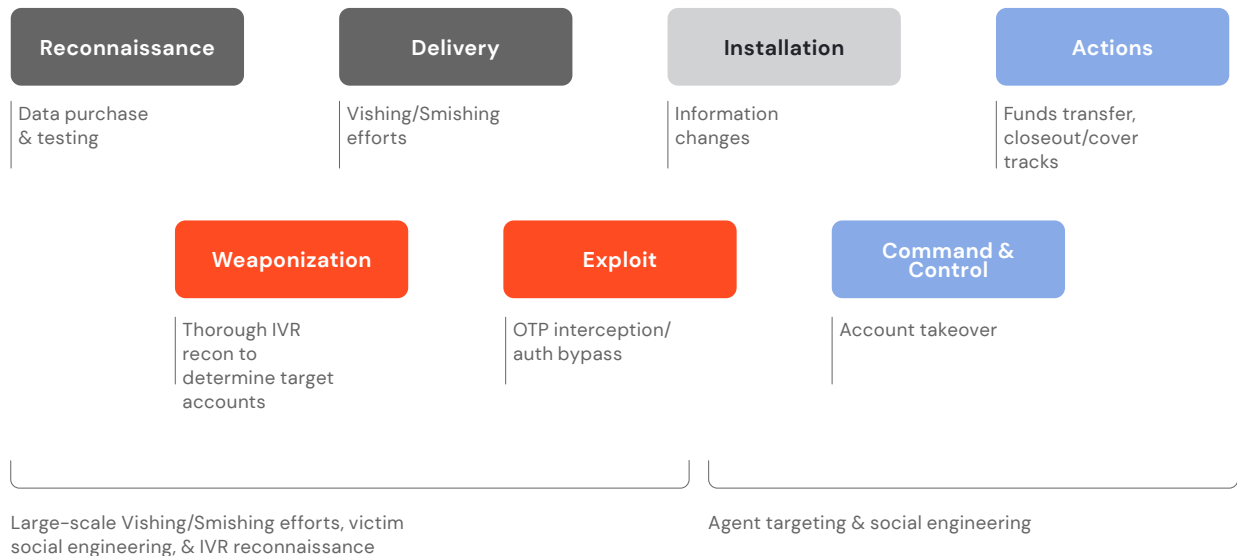 Reconnaissance
Data purchase
& testing
Delivery
Vishing/Smishing
efforts
Installation
Information
changes
Actions
Funds transfer,
closeout/cover
tracks
Weaponization
Thorough IVR
recon to
determine target
accounts
Exploit
OTP interception/
auth bypass
Command &
Control
Account takeover
Large-scale Vishing/Smishing efforts, victim
social engineering, & IVR reconnaissance
Agent targeting & social engineering